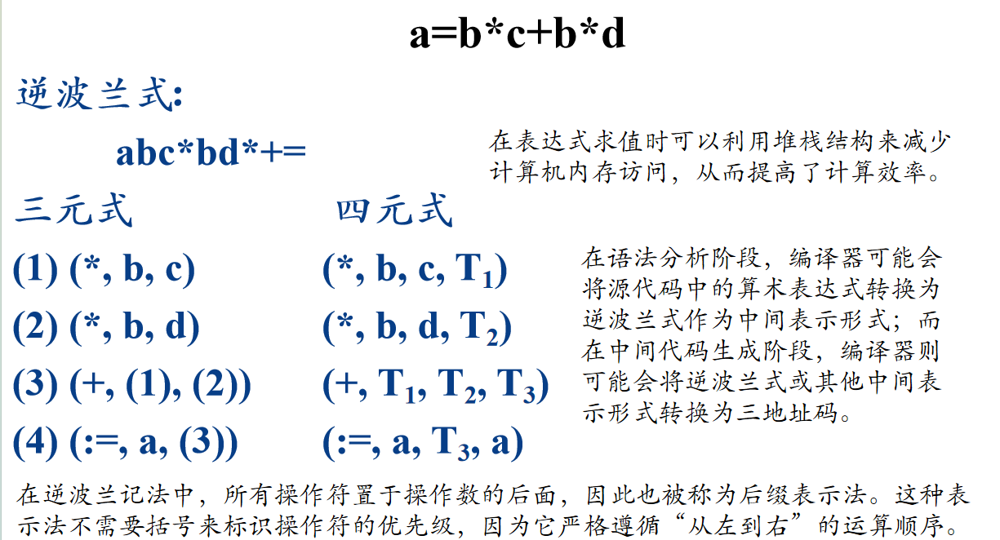 a=b*c+b*d
逆波兰式:
abc*bd*+=
在表达式求值时可以利用堆栈结构来减少
计算机内存访问，从而提高了计算效率。
三元式
四元式
(1) (*, b, c)
(*, b, c, T₁)
(2) (*, b, d)
(*, b, d, T₂)
(3) (+, (1), (2))
(+, T₁, T₂, T₃)
(4) (:=, a, (3))
(:=, a, T₃, a)
在语法分析阶段，编译器可能会
将源代码中的算术表达式转换为
逆波兰式作为中间表示形式；而
在中间代码生成阶段，编译器则
可能会将逆波兰式或其他中间表
示形式转换为三地址码。
在逆波兰记法中，所有操作符置于操作数的后面，因此也被称为后缀表示法。这种表
示法不需要括号来标识操作符的优先级，因为它严格遵循“从左到右”的运算顺序。